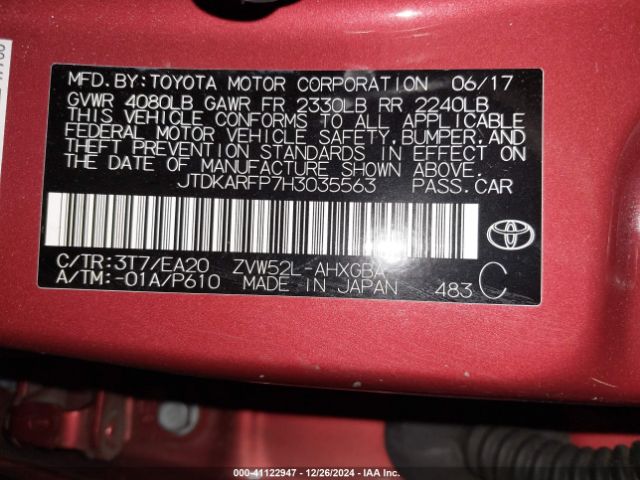 MFD. BY: TOYOTA MOTOR CORPORATION 06/17
GVWR 4080LB GAWR FR 2330LB RR 2240LB
THIS VEHICLE CONFORMS TO ALL APPLICABLE
FEDERAL MOTOR VEHICLE SAFETY, BUMPER, AND
THEFT PREVENTION STANDARDS IN EFFECT ON
THE DATE OF MANUFACTURE SHOWN ABOVE.
JTDKARFP7H3035563 PASS. CAR
C/TR: 3T7/EA20 ZVW52L-AHXGBA
A/TM: -01A/P610 MADE IN JAPAN 483 C
000-41122947 • 12/26/2024 • IAA Inc.